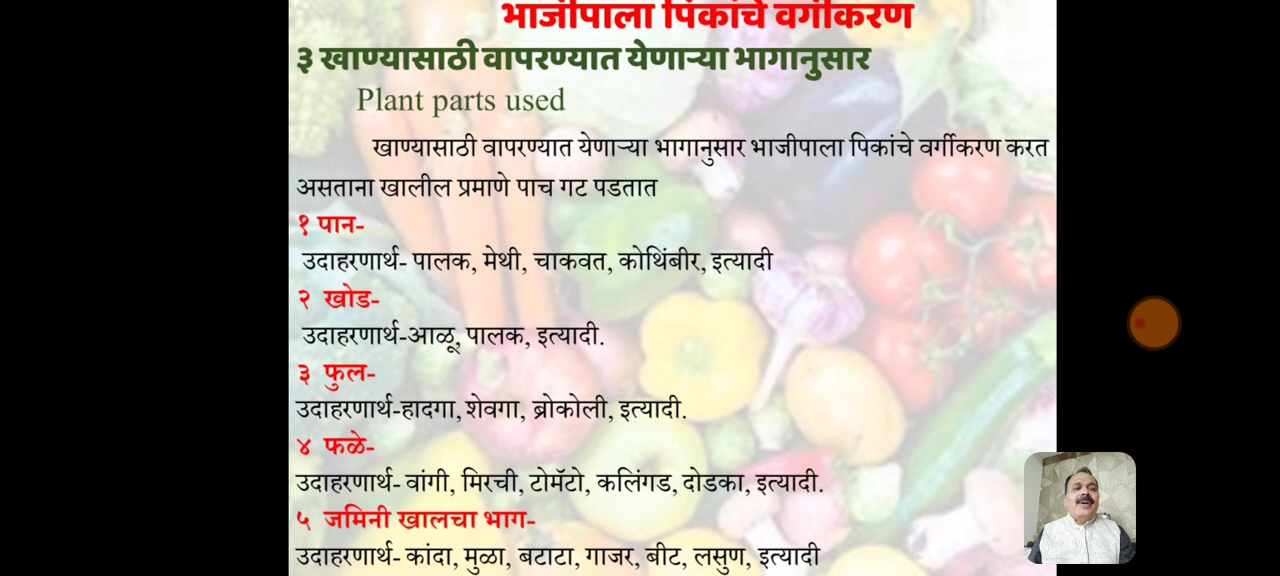 भाजीपाला पिकांचे वर्गीकरण
३ खाण्यासाठी वापरण्यात येणाऱ्या भागानुसार
Plant parts used
खाण्यासाठी वापरण्यात येणाऱ्या भागानुसार भाजीपाला पिकांचे वर्गीकरण करत
असताना खालील प्रमाणे पाच गट पडतात
१ पान-
उदाहरणार्थ- पालक, मेथी, चाकवत, कोथिंबीर, इत्यादी
२ खोड-
उदाहरणार्थ-आळू, पालक, इत्यादी.
३ फुल-
उदाहरणार्थ-हादगा, शेवगा, ब्रोकोली, इत्यादी.
४ फळे-
उदाहरणार्थ- वांगी, मिरची, टोमॅटो, कलिंगड, दोडका, इत्यादी.
५ जमिनी खालचा भाग-
उदाहरणार्थ- कांदा, मुळा, बटाटा, गाजर, बीट, लसुण, इत्यादी